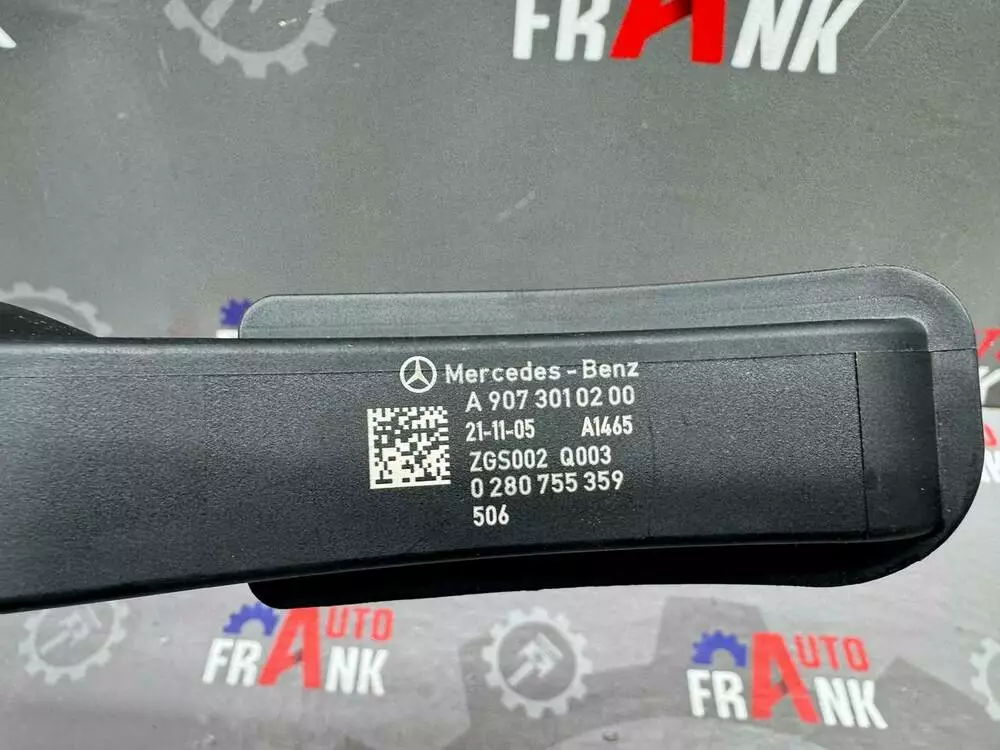 FRANK
Mercedes-Benz
A 907 301 02 00
21-11-05 A1465
ZGS002 Q003
0 280 755 359
506
AUTO
FRANK
AUTO
FRANK